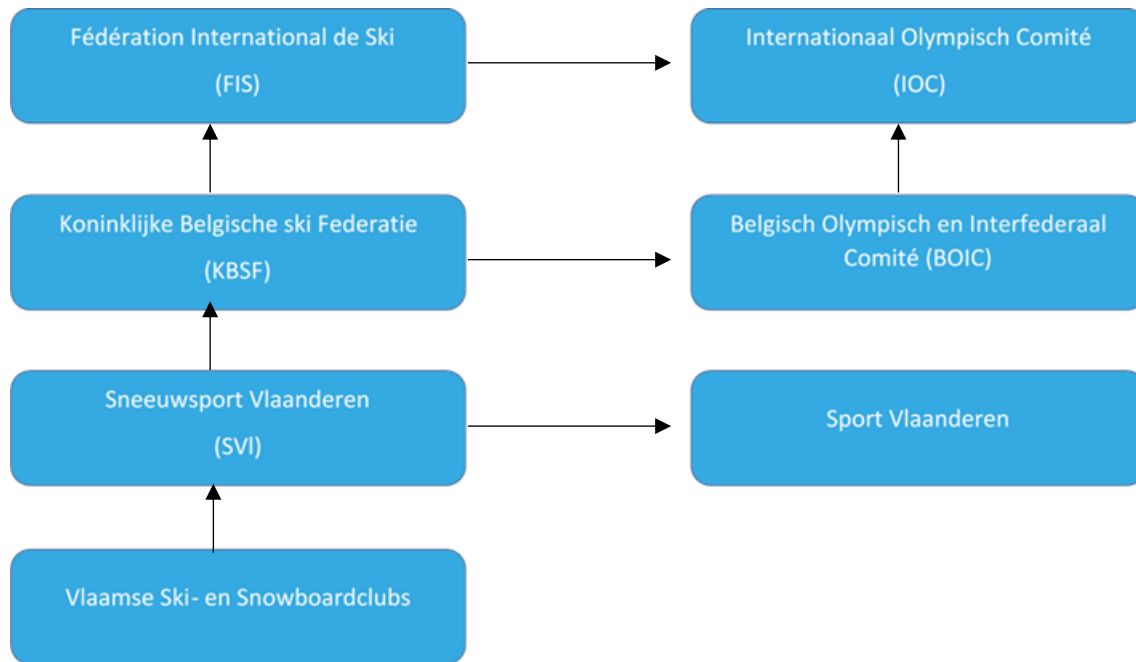 Fédération International de Ski
(FIS)
Internationaal Olympisch Comité
(IOC)
Koninklijke Belgische ski Federatie
(KBSF)
Belgisch Olympisch en Interfederaal
Comité (BOIC)
Sneeuwsport Vlaanderen
(SVl)
Sport Vlaanderen
Vlaamse Ski- en Snowboardclubs